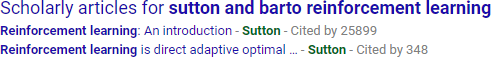 Scholarly articles for sutton and barto reinforcement learning
Reinforcement learning: An introduction - Sutton - Cited by 25899
Reinforcement learning is direct adaptive optimal … - Sutton - Cited by 348